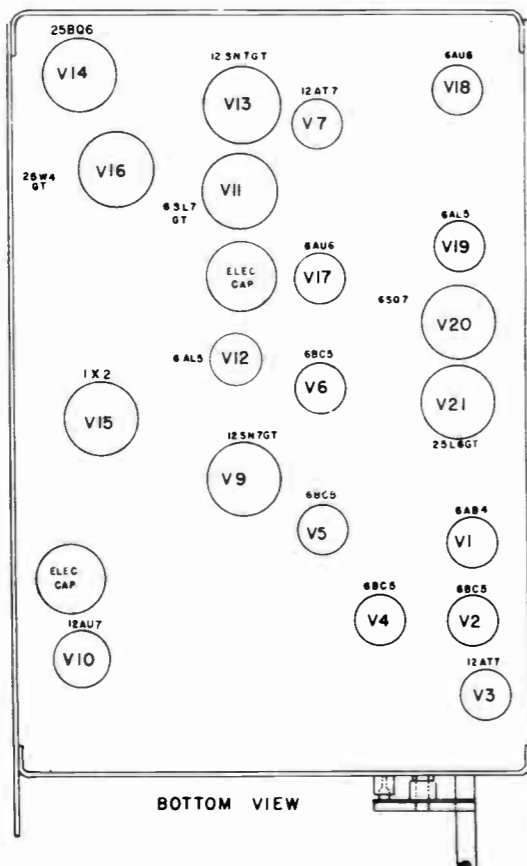 25BQ6
V14
12SN7GT
V13
12AT7
V7
6AU6
V18
25W4
GT
V16
6SL7
GT
V11
ELEC
CAP
6AU6
V17
6AL5
V19
6SQ7
V20
6AL5
V12
6BC5
V6
V21
25L6GT
1X2
V15
12SN7GT
V9
6BC5
V5
6AB4
V1
ELEC
CAP
12AU7
V10
6BC5
V4
6BC5
V2
12AT7
V3
BOTTOM VIEW